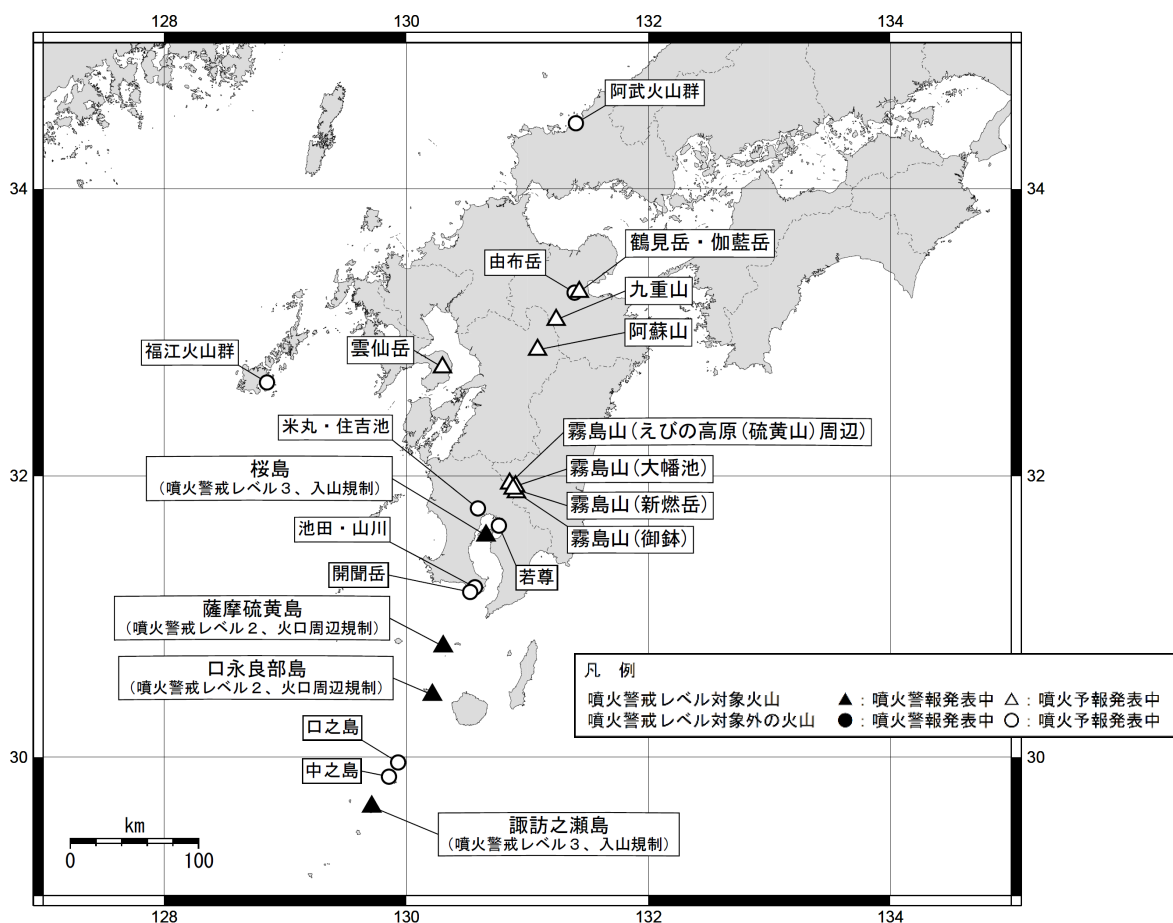 128
130
132
134
阿武火山群
34
34
鶴見岳・伽藍岳
由布岳
九重山
阿蘇山
雲仙岳
福江火山群
米丸・住吉池
霧島山(えびの高原(硫黄山)周辺)
桜島
(噴火警戒レベル3、入山規制)
霧島山(大幡池)
32
32
霧島山(新燃岳)
池田・山川
霧島山(御鉢)
開聞岳
若尊
薩摩硫黄島
(噴火警戒レベル2、火口周辺規制)
口永良部島
(噴火警戒レベル2、火口周辺規制)
凡 例
噴火警戒レベル対象火山 ▲:噴火警報発表中 △:噴火予報発表中
噴火警戒レベル対象外の火山 ●:噴火警報発表中 ○:噴火予報発表中
口之島
30
30
中之島
諏訪之瀬島
(噴火警戒レベル3、入山規制)
km
0 100
128
130
132
134